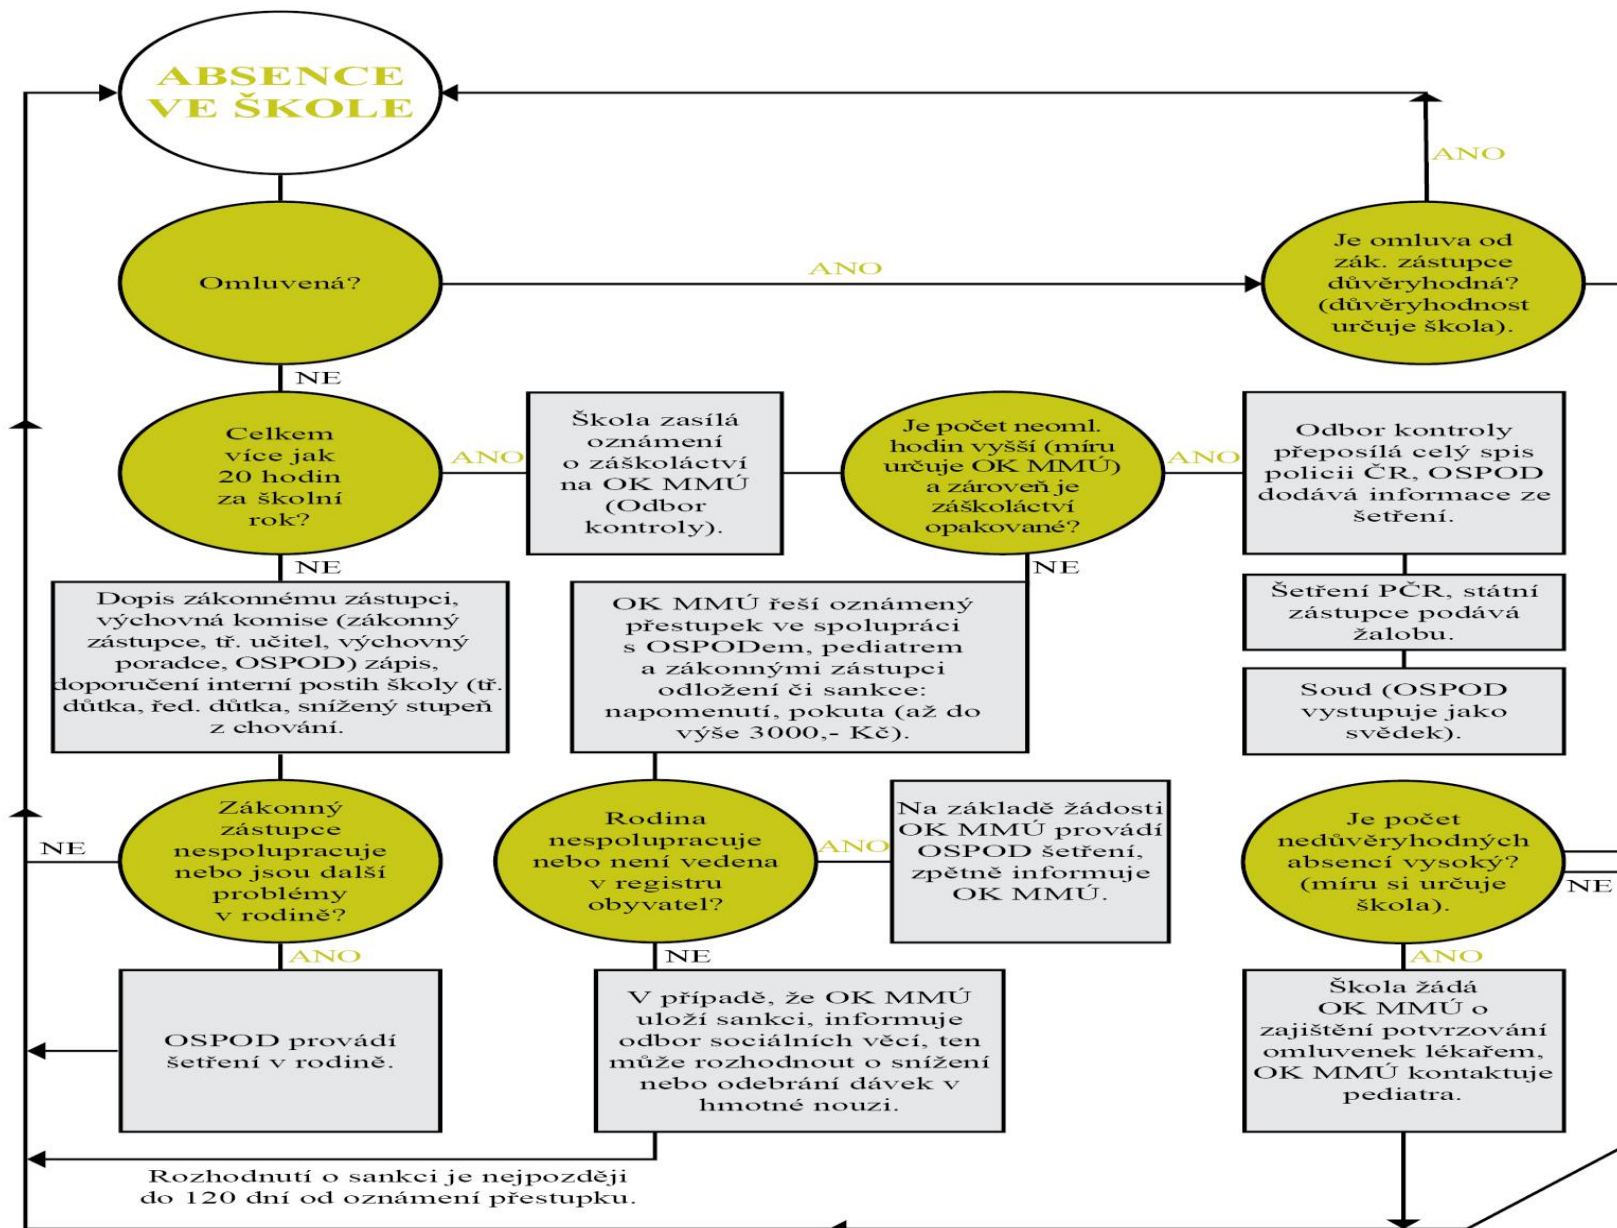 ABSENCE
VE ŠKOLE
ANO
Omluvená?
ANO
Je omluva od
zák. zástupce
důvěryhodná?
(důvěryhodnost
určuje škola).
NE
Celkem
více jak
20 hodin
za školní
rok?
ANO
Škola zasílá
oznámení
o záškoláctví
na OK MMÚ
(Odbor
kontroly).
Je počet neoml.
hodin vyšší (míru
určuje OK MMÚ)
a zároveň je
záškoláctví
opakované?
ANO
Odbor kontroly
přeposílá celý spis
policii ČR, OSPOD
dodává informace ze
šetření.
NE
NE
Dopis zákonnému zástupci,
výchovná komise (zákonný
zástupce, tř. učitel, výchovný
poradce, OSPOD) zápis,
doporučení interní postih školy (tř.
důtka, řed. důtka, snížený stupeň
z chování.
OK MMÚ řeší oznámený
přestupek ve spolupráci
s OSPODem, pediatrem
a zákonnými zástupci
odložení či sankce:
napomenutí, pokuta (až do
výše 3000,- Kč).
Šetření PČR, státní
zástupce podává
žalobu.
Soud (OSPOD
vystupuje jako
svědek).
NE
Zákonný
zástupce
nespolupracuje
nebo jsou další
problémy
v rodině?
Rodina
nespolupracuje
nebo není vedena
v registru
obyvatel?
ANO
Na základě žádosti
OK MMÚ provádí
OSPOD šetření,
zpětně informuje
OK MMÚ.
Je počet
nedůvěryhodných
absencí vysoký?
(míru si určuje
škola).
NE
ANO
NE
ANO
OSPOD provádí
šetření v rodině.
V případě, že OK MMÚ
uloží sankci, informuje
odbor sociálních věcí, ten
může rozhodnout o snížení
nebo odebrání dávek v
hmotné nouzi.
Škola žádá
OK MMÚ o
zajištění potvrzování
omluvenek lékařem,
OK MMÚ kontaktuje
pediatra.
Rozhodnutí o sankci je nejpozději
do 120 dní od oznámení přestupku.